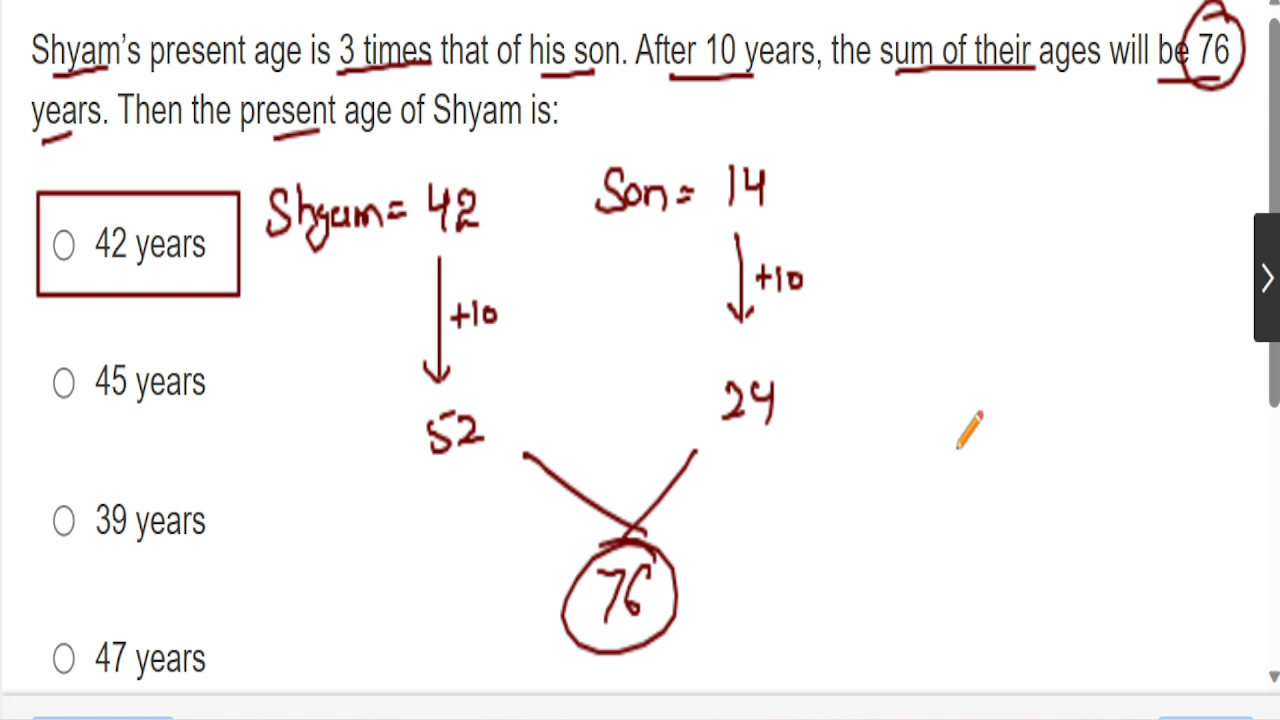 Shyam’s present age is 3 times that of his son. After 10 years, the sum of their ages will be 76
years. Then the present age of Shyam is:
42 years
Shyam = 42
Son = 14
+10
+10
45 years
52
24
39 years
76
47 years